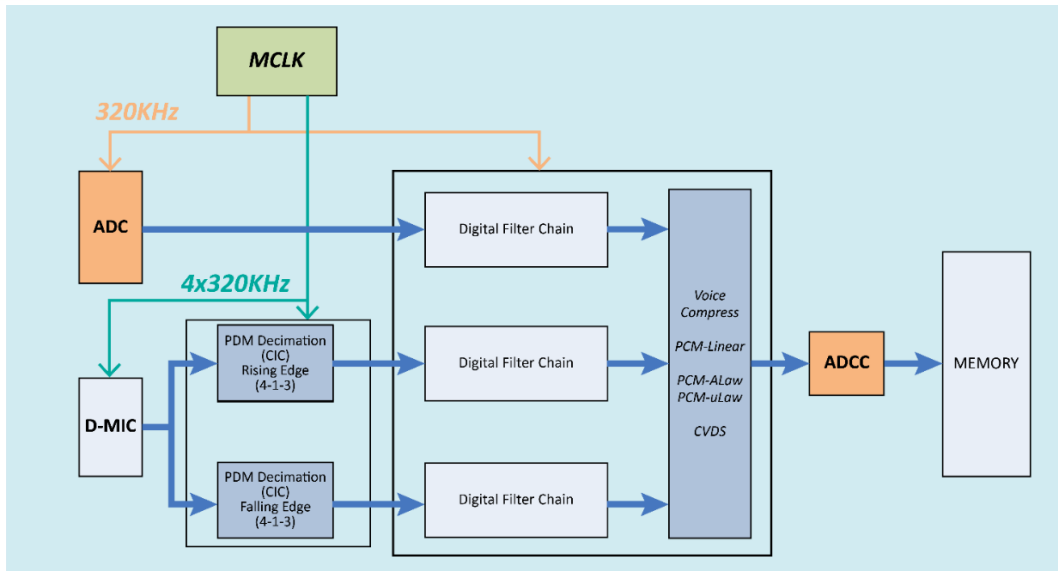 MCLK
320KHz
ADC
Digital Filter Chain
4x320KHz
D-MIC
PDM Decimation
(CIC)
Rising Edge
(4-1-3)
Digital Filter Chain
PDM Decimation
(CIC)
Falling Edge
(4-1-3)
Digital Filter Chain
Voice
Compress
PCM-Linear
PCM-ALaw
PCM-uLaw
CVDS
ADCC
MEMORY